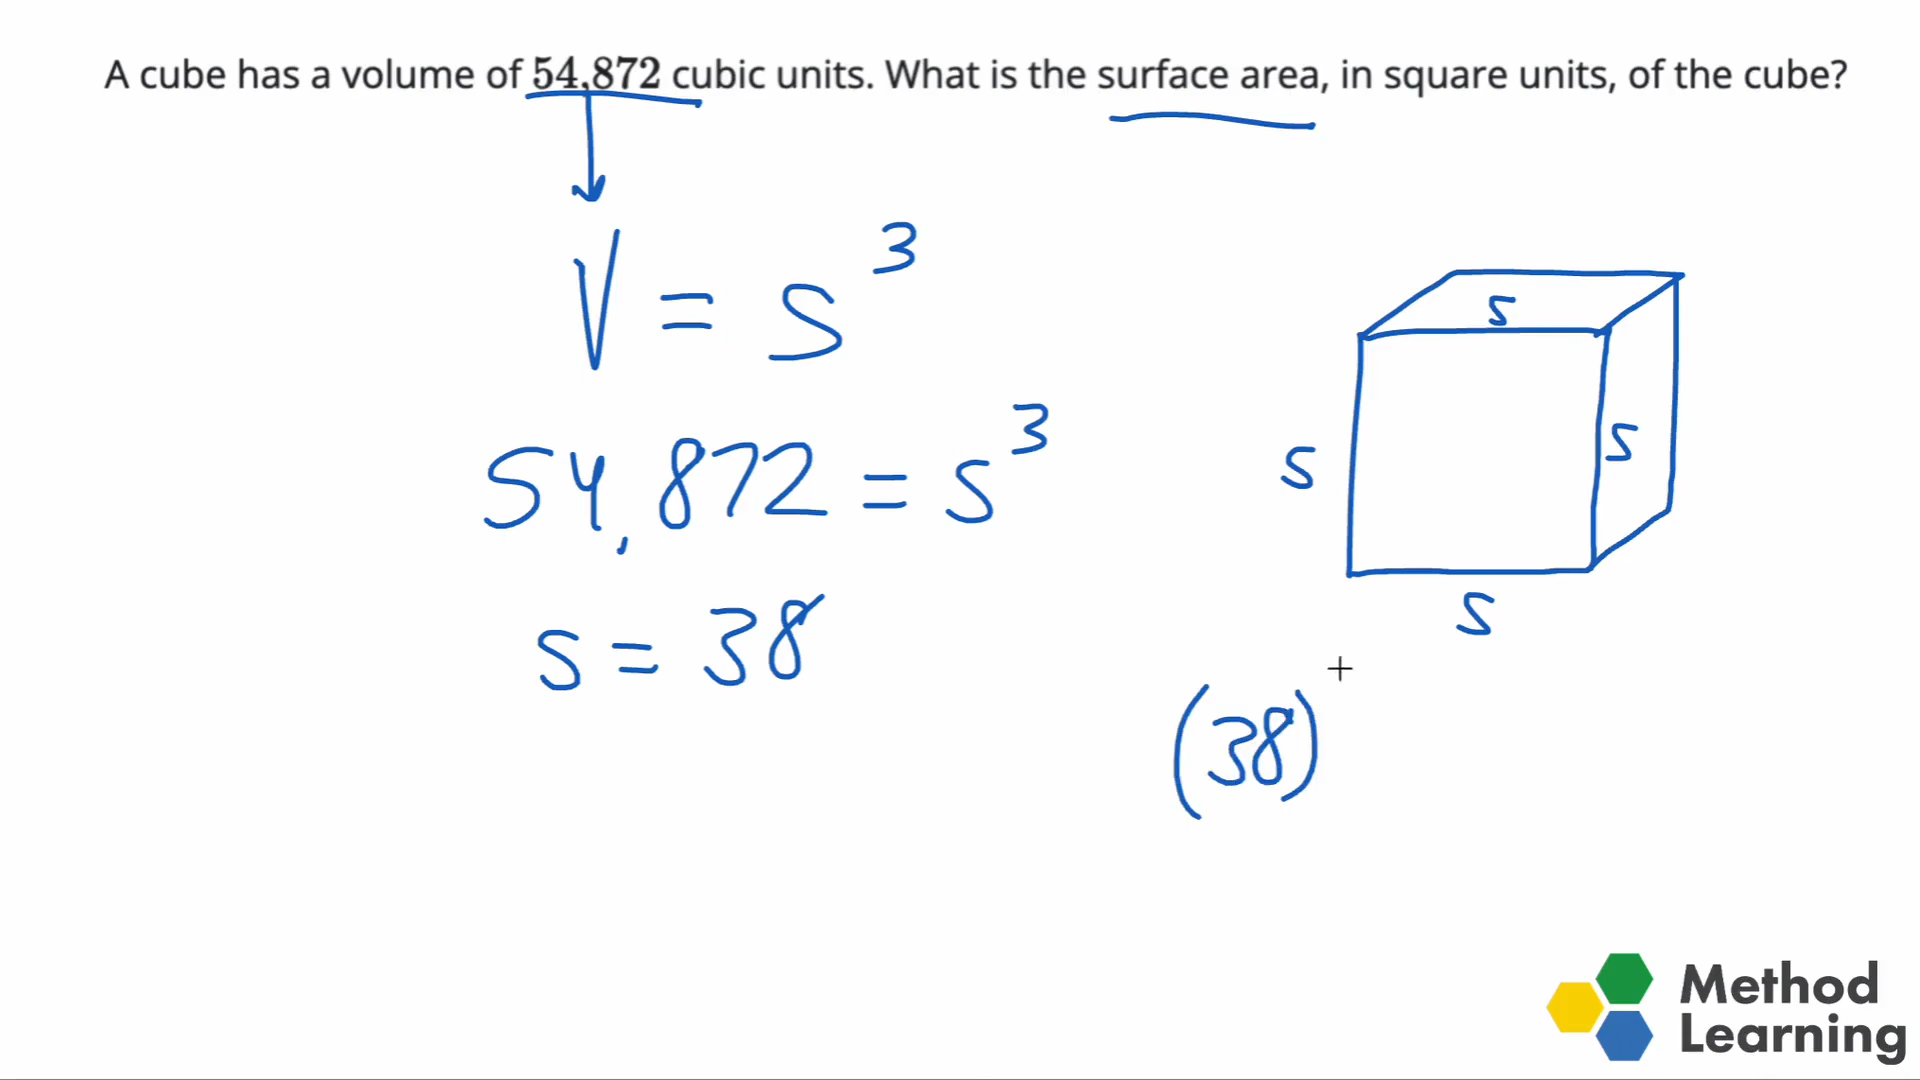 A cube has a volume of 54,872 cubic units. What is the surface area, in square units, of the cube?
V = s³
54,872 = s³
s = 38
s
s
s
s
(38)
Method
Learning